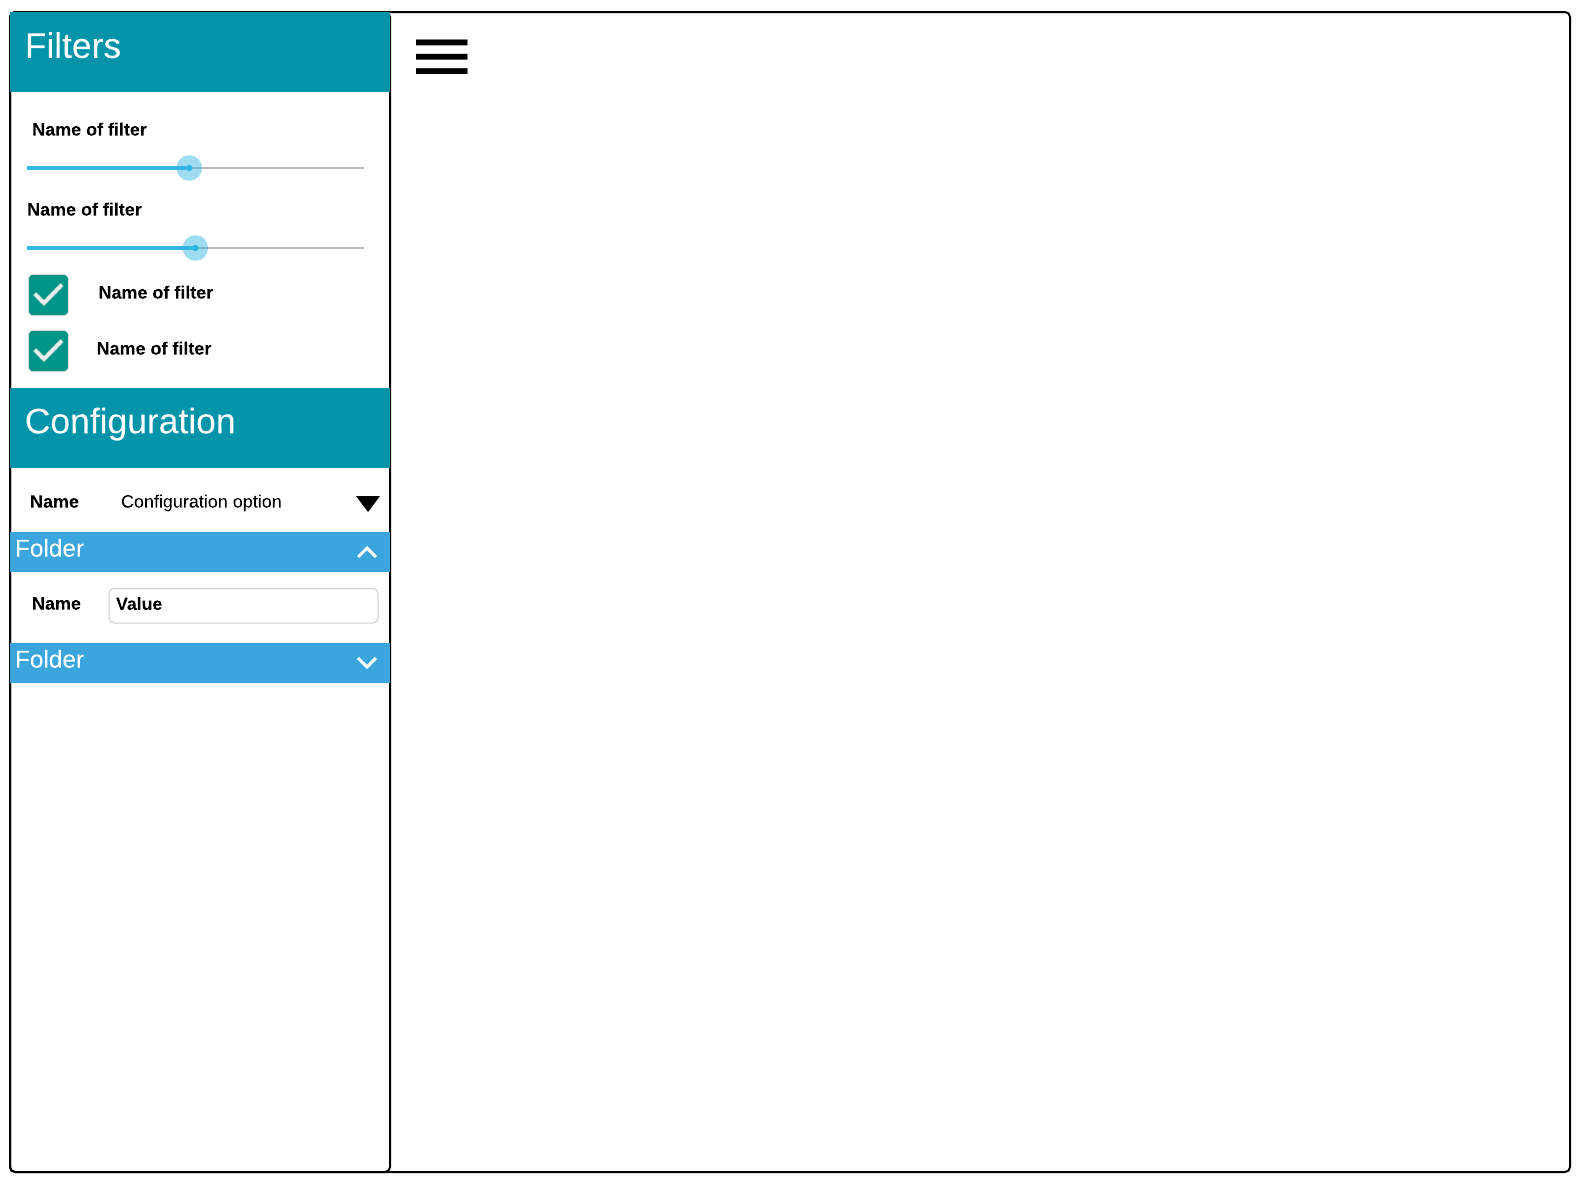 Filters
Name of filter
Name of filter
Name of filter
Name of filter
Configuration
Name Configuration option
Folder
Name Value
Folder